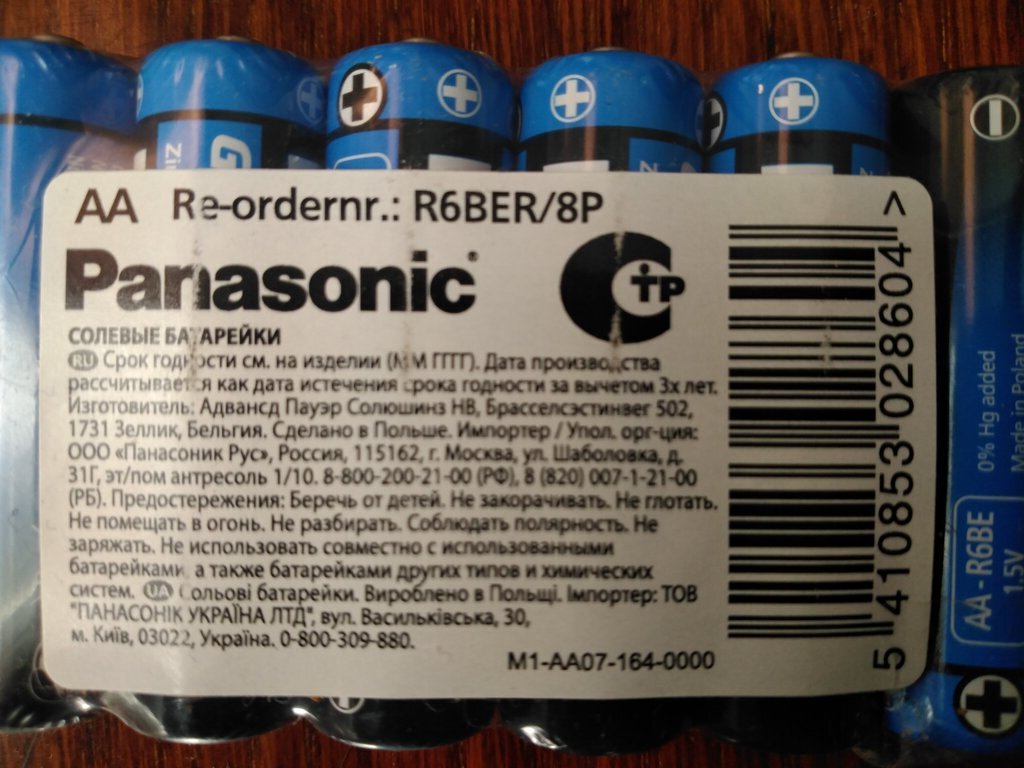 AA Re-ordernr.: R6BER/8P
Panasonic®
СТР
СОЛЕВЫЕ БАТАРЕЙКИ
RU Срок годности см. на изделии (ММ ГГГГ). Дата производства
рассчитывается как дата истечения срока годности за вычетом 3х лет.
Изготовитель: Адвансд Пауэр Солюшинз НВ, Брасселсэстинвег 502,
1731 Зеллик, Бельгия. Сделано в Польше. Импортер / Упол. орг-ция:
ООО «Панасоник Рус», Россия, 115162, г. Москва, ул. Шаболовка, д.
31Г, эт/пом антресоль 1/10. 8-800-200-21-00 (РФ), 8 (820) 007-1-21-00
(РБ). Предостережения: Беречь от детей. Не закорачивать. Не глотать.
Не помещать в огонь. Не разбирать. Соблюдать полярность. Не
заряжать. Не использовать совместно с использованными
батарейками, а также батарейками других типов и химических
систем. UA Сольові батарейки. Вироблено в Польщі. Імпортер: ТОВ
"ПАНАСОНІК УКРАЇНА ЛТД", вул. Васильківська, 30,
м. Київ, 03022, Україна. 0-800-309-880.
M1-AA07-164-0000
5 410853 028604 >
0% Hg added
Made in Poland
AA - R6BE
1.5V